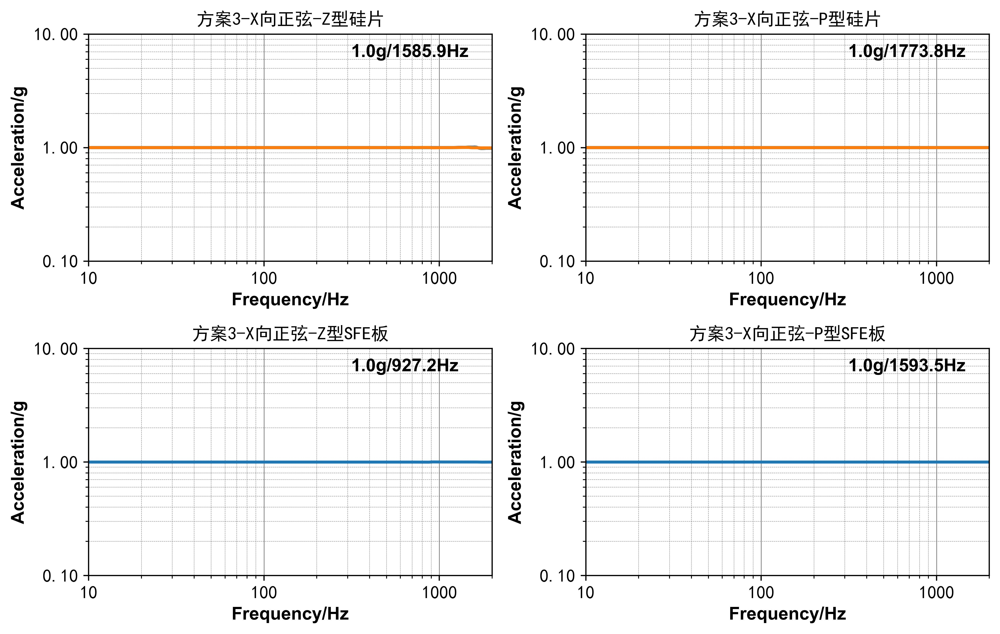 方案3-X向正弦-Z型硅片
10.00
1.0g/1585.9Hz
Acceleration/g
1.00
0.10
10
100
1000
Frequency/Hz
方案3-X向正弦-P型硅片
10.00
1.0g/1773.8Hz
Acceleration/g
1.00
0.10
10
100
1000
Frequency/Hz
方案3-X向正弦-Z型SFE板
10.00
1.0g/927.2Hz
Acceleration/g
1.00
0.10
10
100
1000
Frequency/Hz
方案3-X向正弦-P型SFE板
10.00
1.0g/1593.5Hz
Acceleration/g
1.00
0.10
10
100
1000
Frequency/Hz